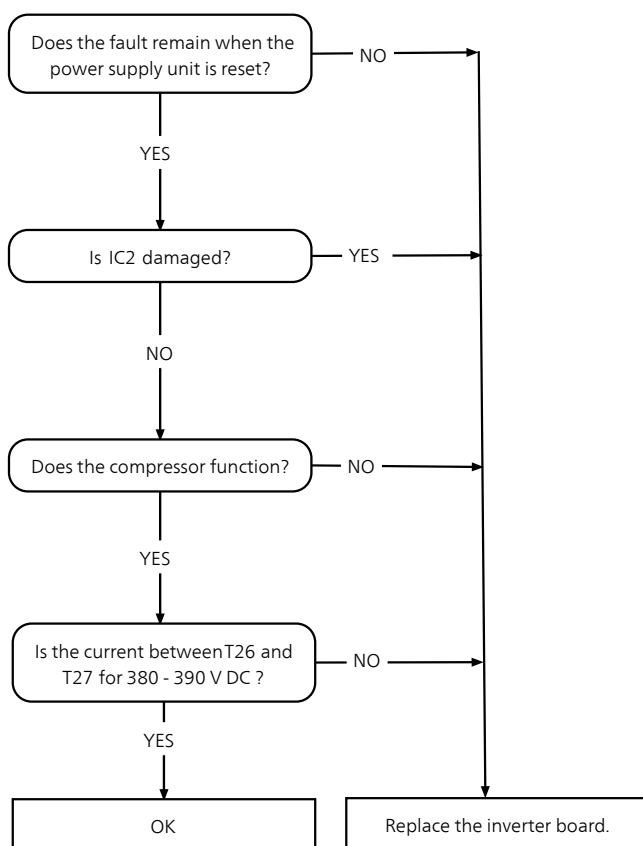 Does the fault remain when the
power supply unit is reset?
NO
YES
Is IC2 damaged?
YES
NO
Does the compressor function?
NO
YES
Is the current between T26 and
T27 for 380 - 390 V DC ?
NO
YES
OK
Replace the inverter board.